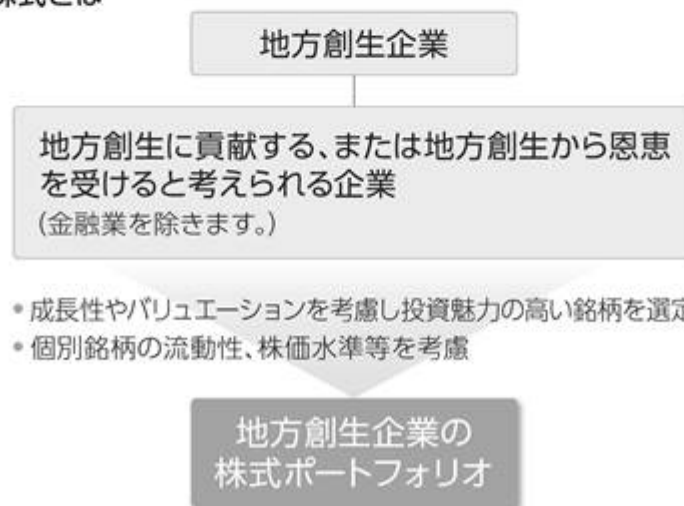 株式とは
地方創生企業
地方創生に貢献する、または地方創生から恩恵
を受けると考えられる企業
(金融業を除きます。)
• 成長性やバリュエーションを考慮し投資魅力の高い銘柄を選定
• 個別銘柄の流動性、株価水準等を考慮
地方創生企業の
株式ポートフォリオ